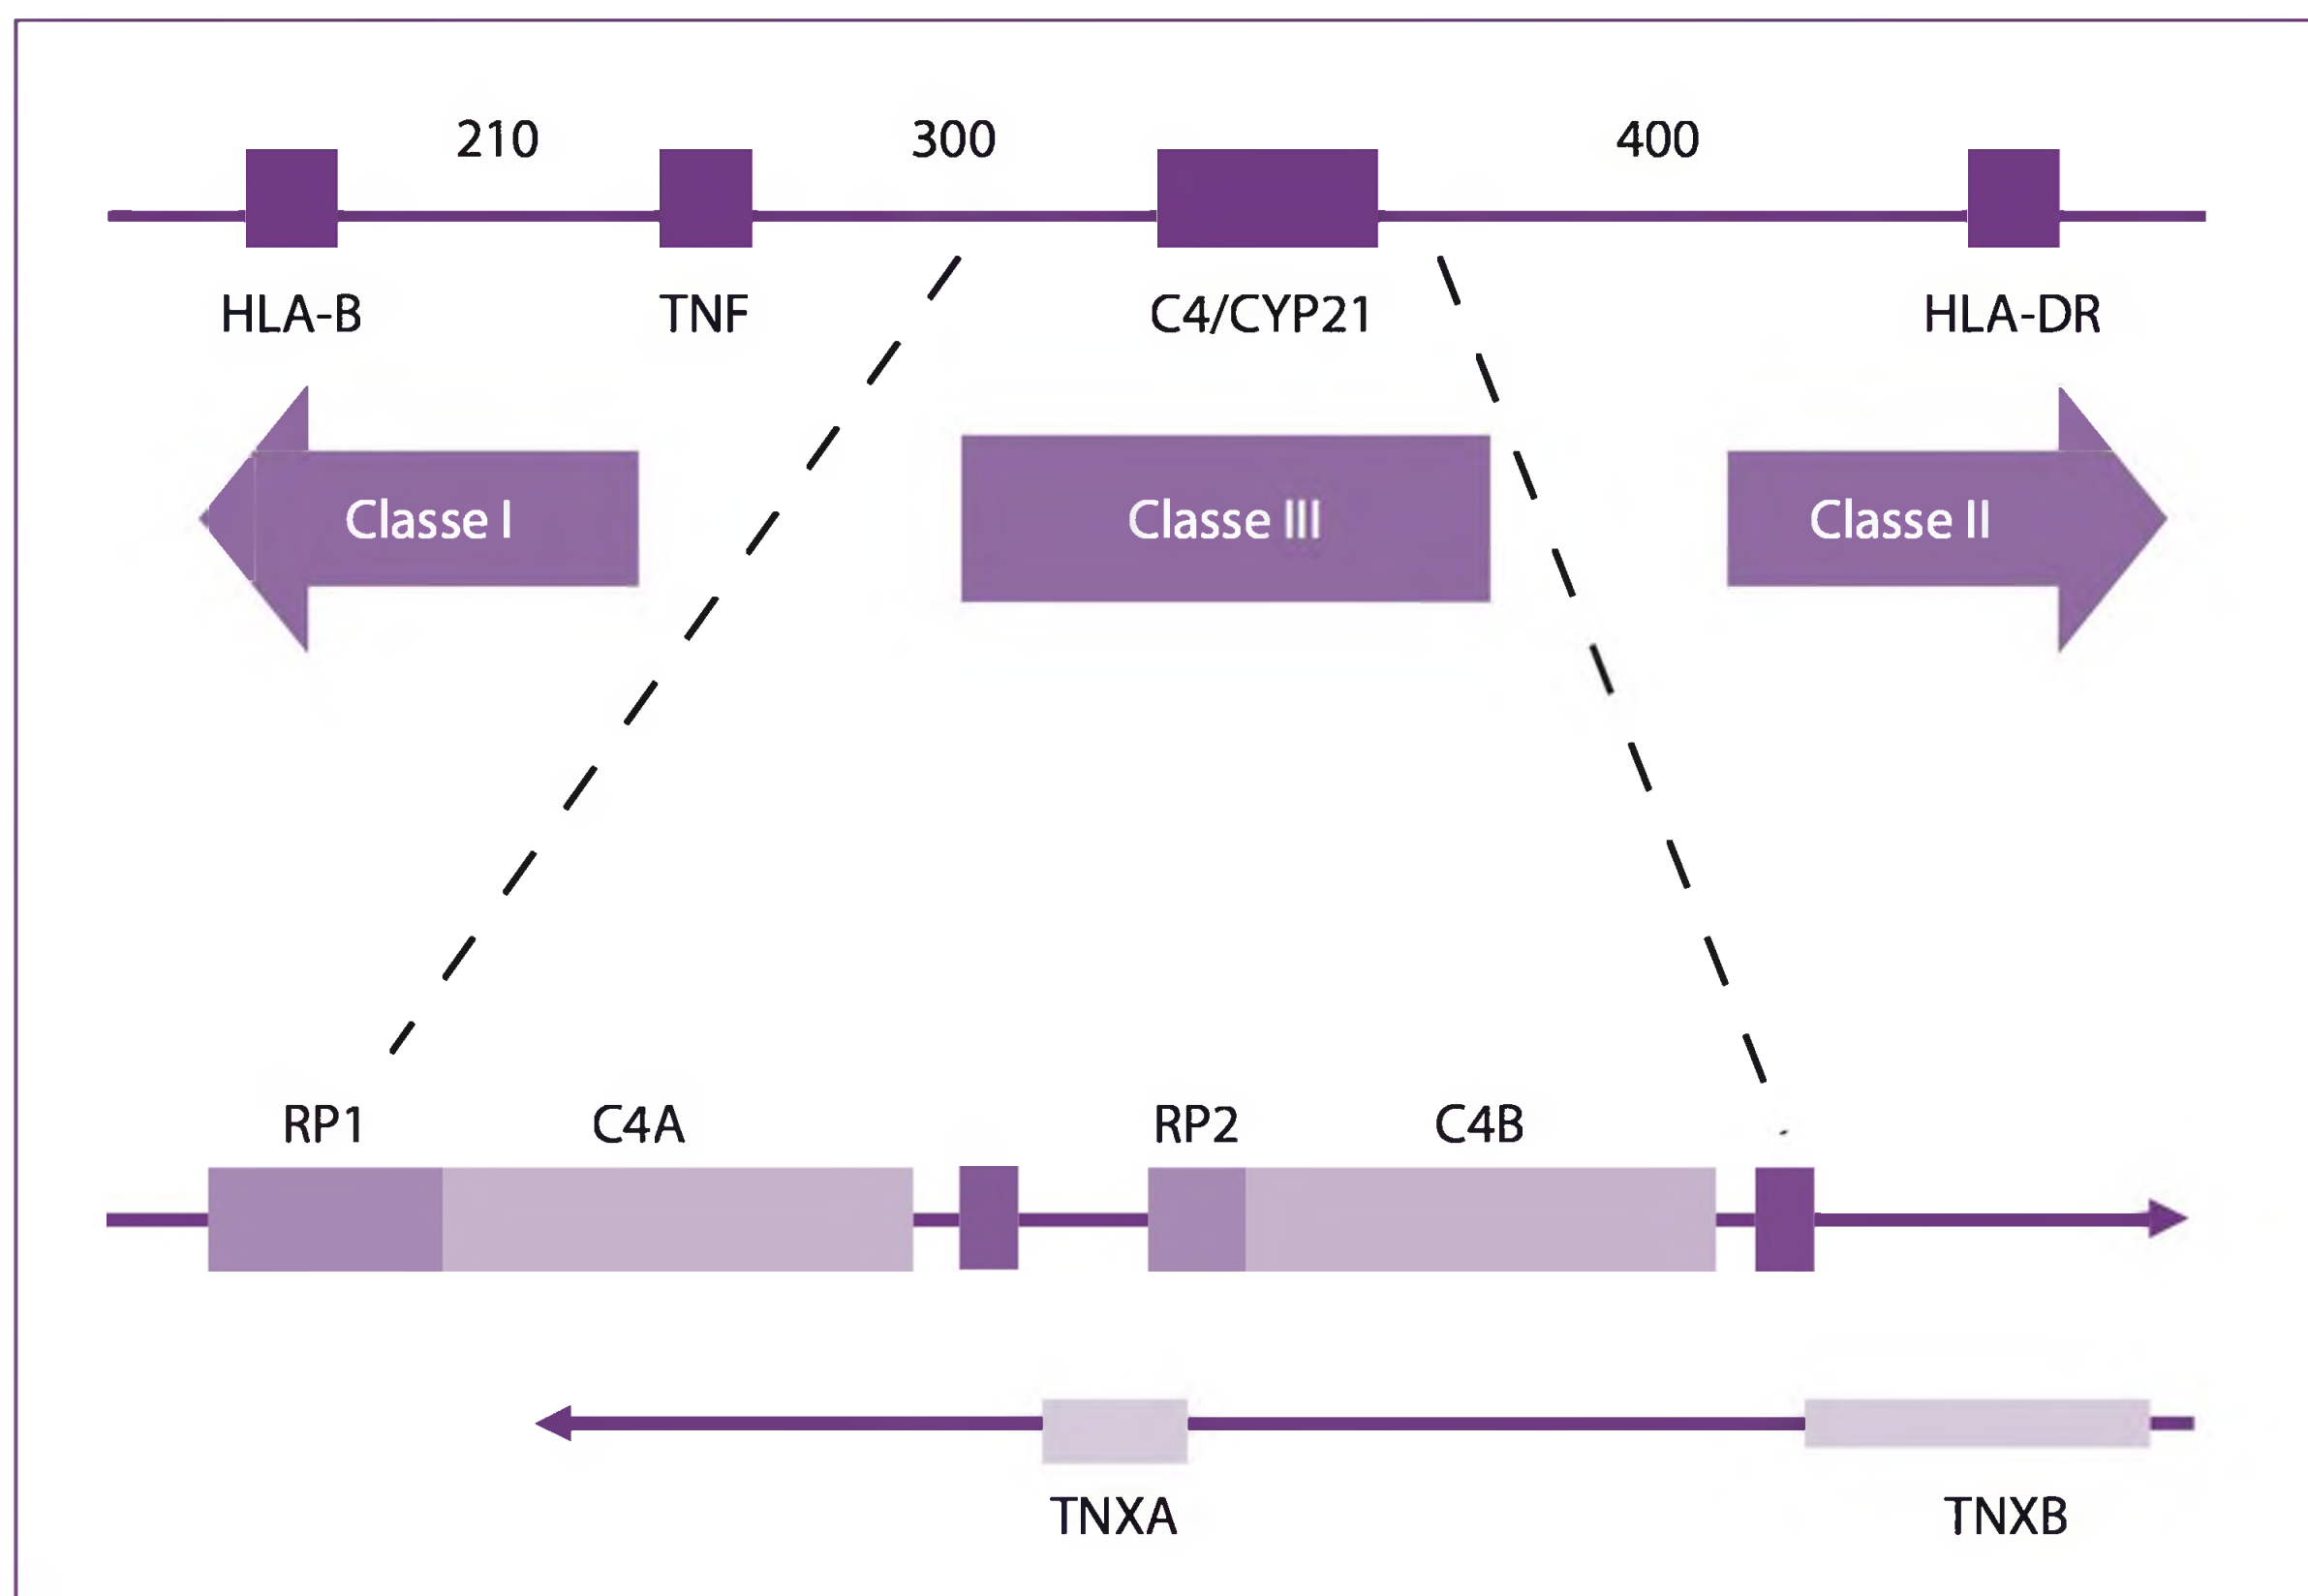 210 300 400
HLA-B TNF C4/CYP21 HLA-DR
Classe I Classe III Classe II
RP1 C4A RP2 C4B
TNXA TNXB